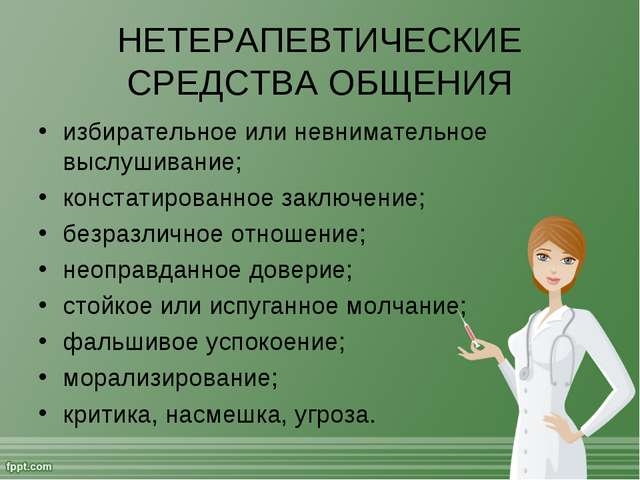 НЕТЕРАПЕВТИЧЕСКИЕ
СРЕДСТВА ОБЩЕНИЯ
• избирательное или невнимательное
выслушивание;
• констатированное заключение;
• безразличное отношение;
• неоправданное доверие;
• стойкое или испуганное молчание;
• фальшивое успокоение;
• морализирование;
• критика, насмешка, угроза.
fppt.com